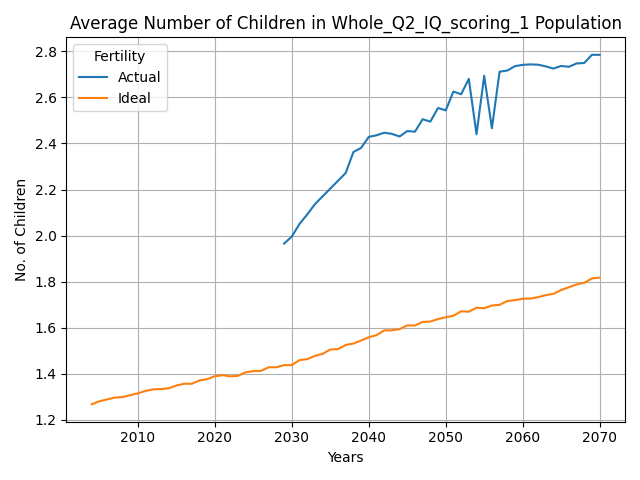 Average Number of Children in Whole_Q2_IQ_scoring_1 Population
Fertility
Actual
Ideal
No. of Children
2.8
2.6
2.4
2.2
2.0
1.8
1.6
1.4
1.2
2010 2020 2030 2040 2050 2060 2070
Years